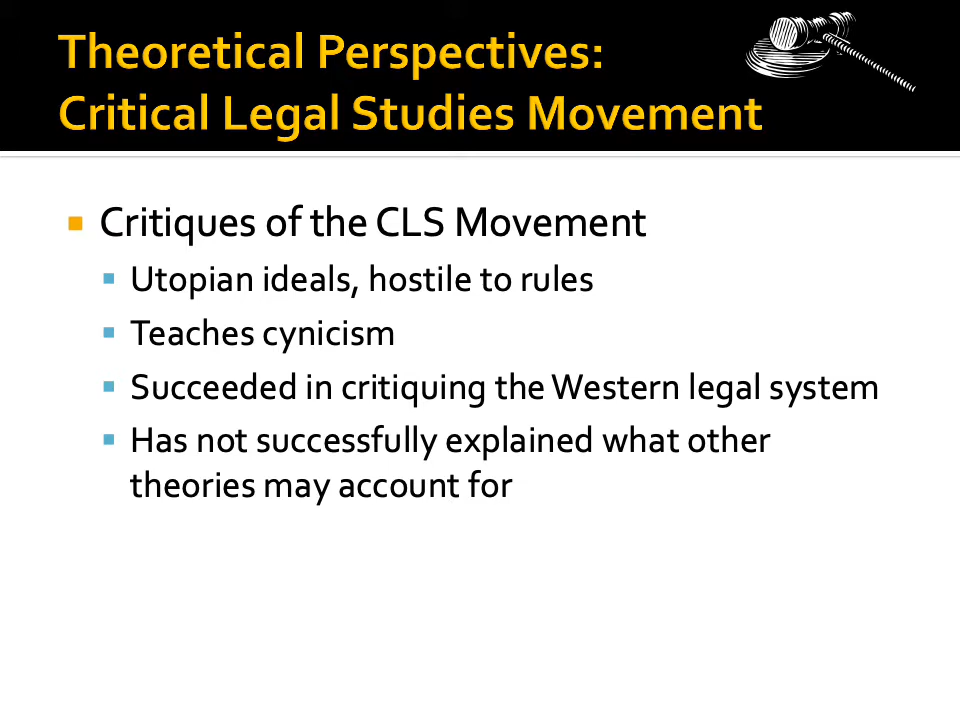 Theoretical Perspectives:
Critical Legal Studies Movement
Critiques of the CLS Movement
Utopian ideals, hostile to rules
Teaches cynicism
Succeeded in critiquing the Western legal system
Has not successfully explained what other
theories may account for